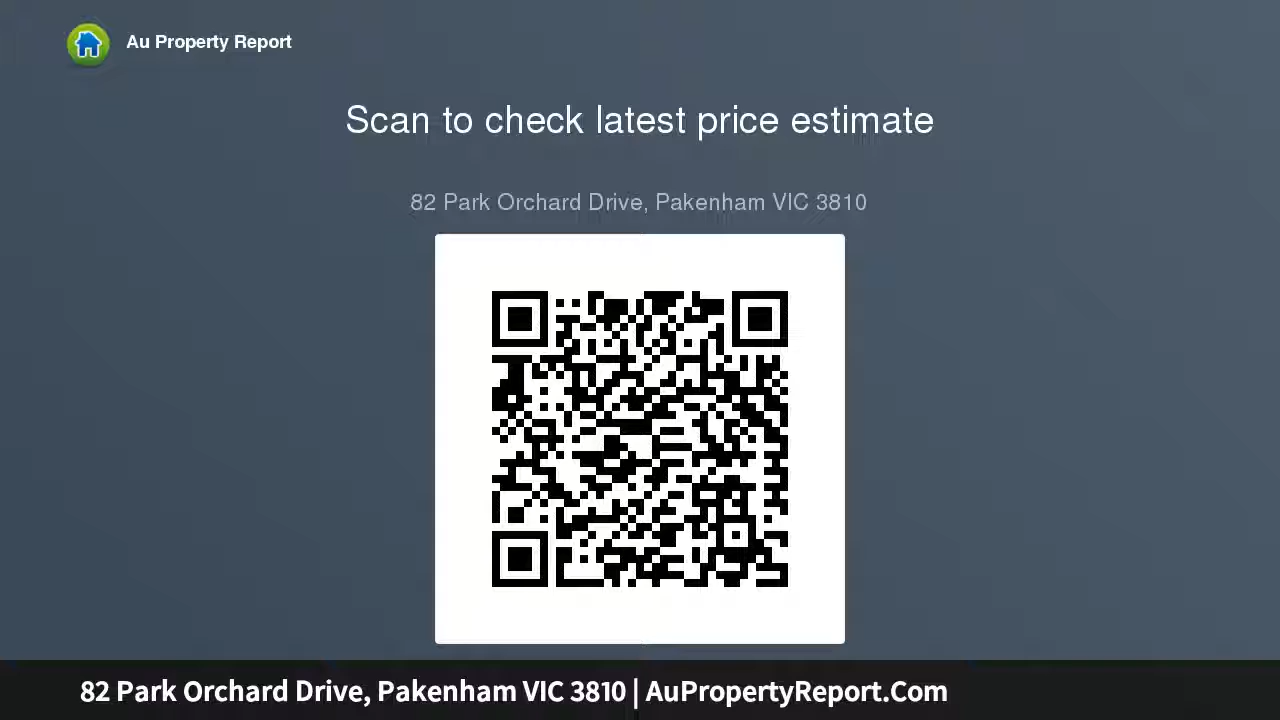 Au Property Report
Scan to check latest price estimate
82 Park Orchard Drive, Pakenham VIC 3810
82 Park Orchard Drive, Pakenham VIC 3810 | AuPropertyReport.Com